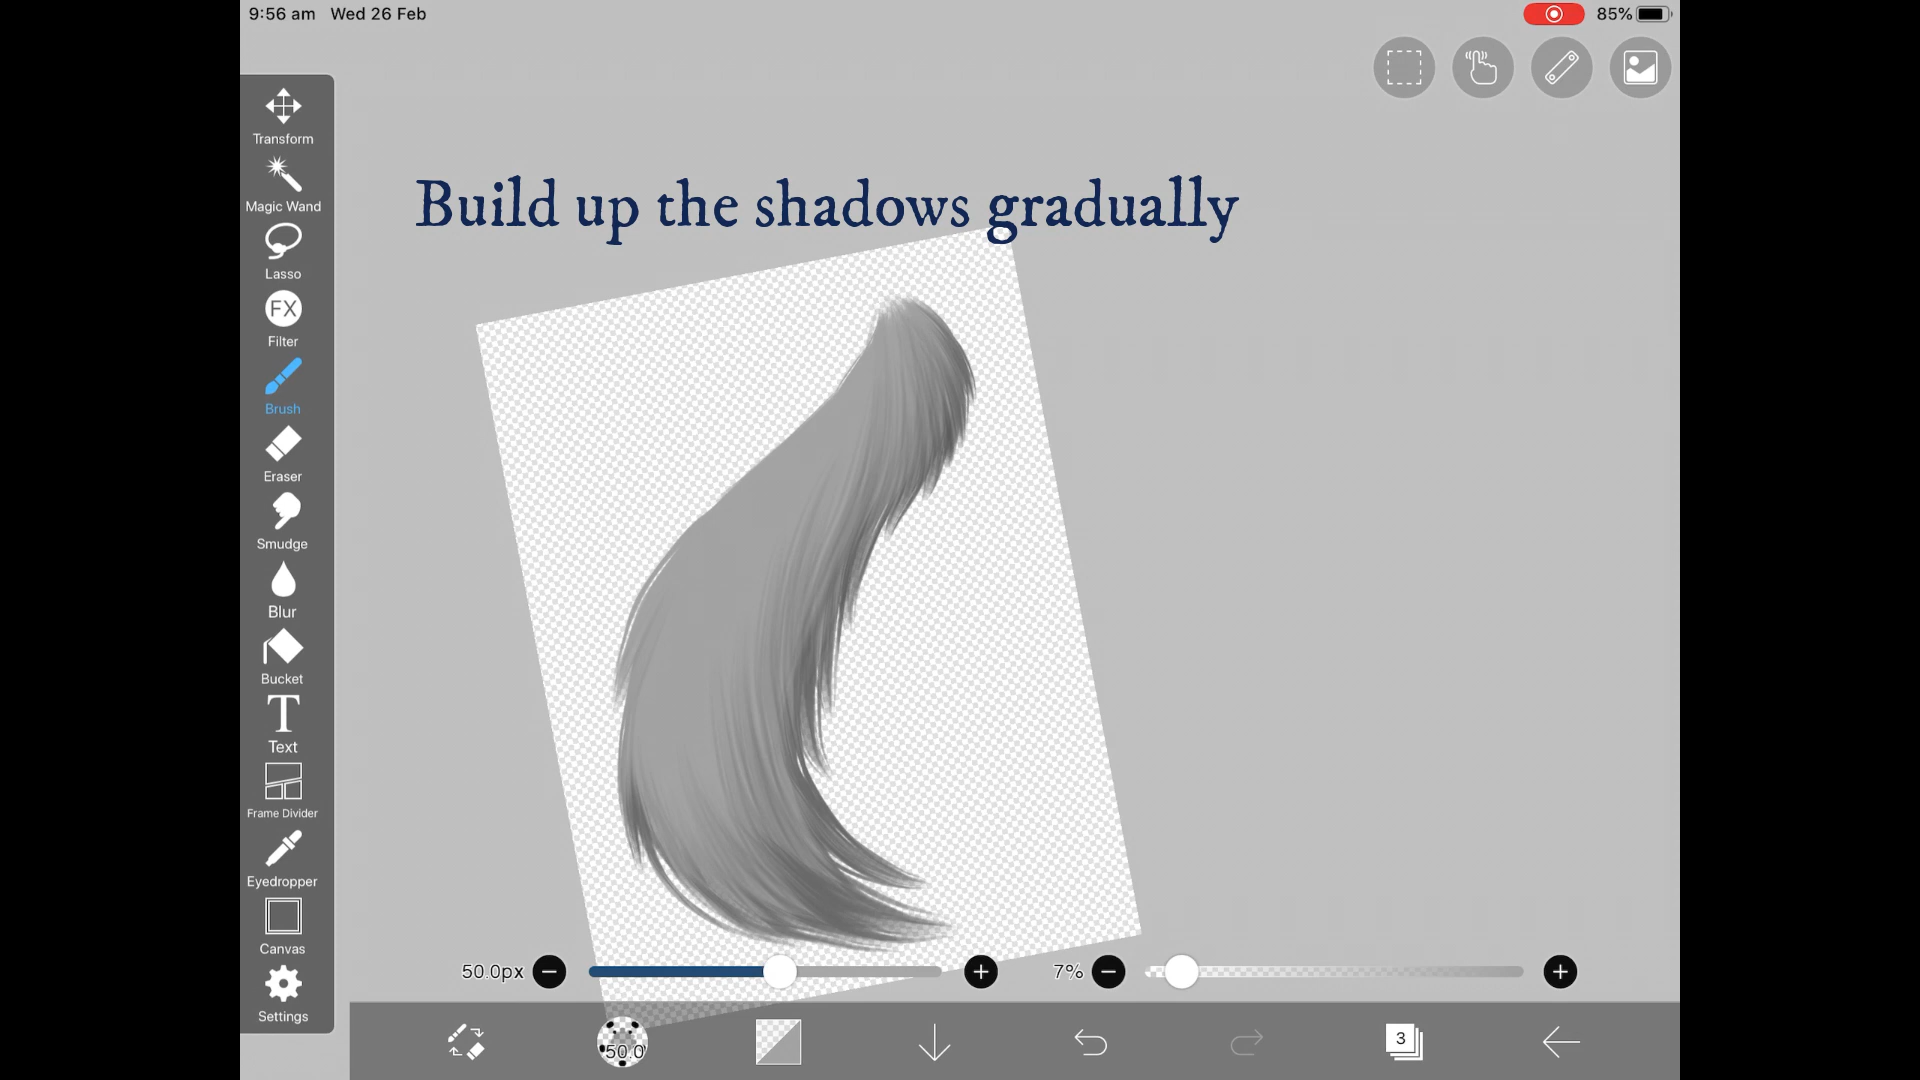 9:56 am Wed 26 Feb
85%
Transform
Magic Wand
Lasso
FX
Filter
Brush
Eraser
Smudge
Blur
Bucket
T
Text
Frame Divider
Eyedropper
Canvas
Settings
Build up the shadows gradually
50.0px
7%
50.0
3